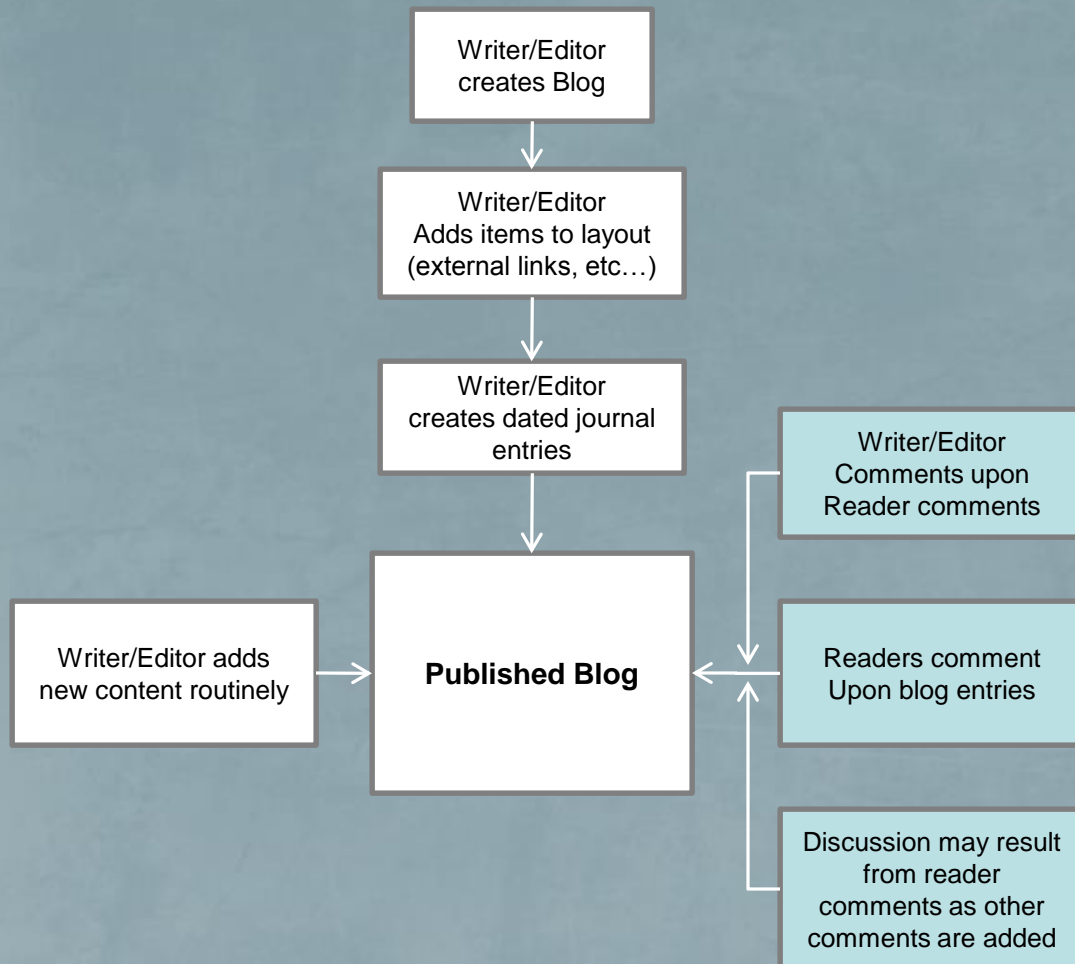 Writer/Editor
creates Blog
Writer/Editor
Adds items to layout
(external links, etc…)
Writer/Editor
creates dated journal
entries
Writer/Editor
Comments upon
Reader comments
Writer/Editor adds
new content routinely
Published Blog
Readers comment
Upon blog entries
Discussion may result
from reader
comments as other
comments are added